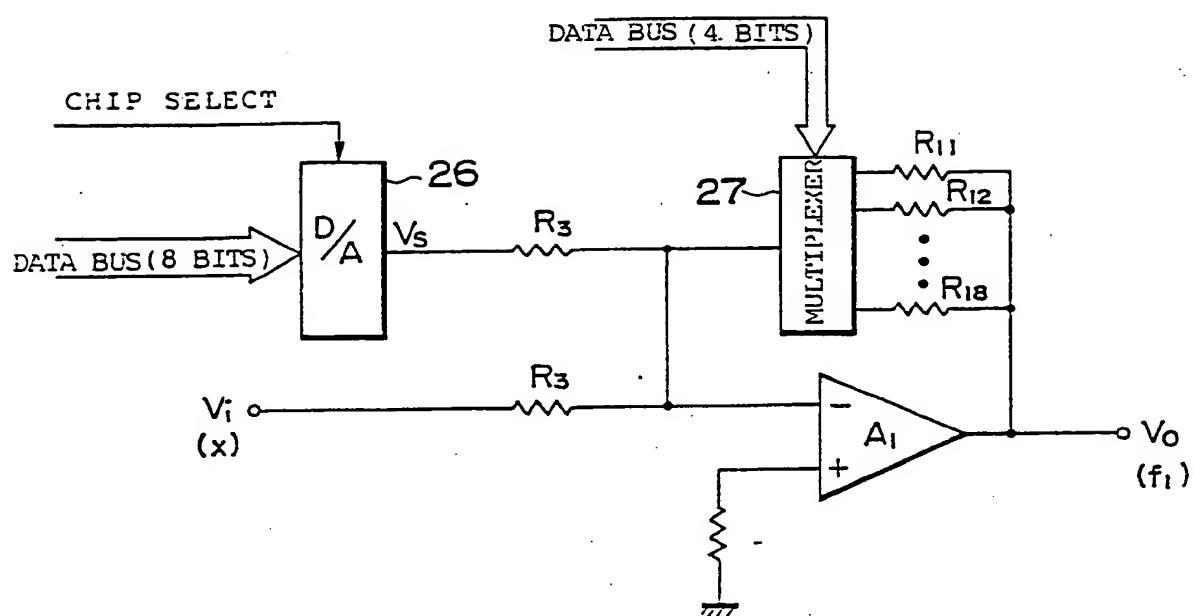 DATA BUS (4 BITS)
CHIP SELECT
26
27
MULTIPLEXER
R11
R12
R18
DATA BUS (8 BITS)
D/A
Vs
R3
R3
Vi
(x)
−
A1
+
Vo
(f1)